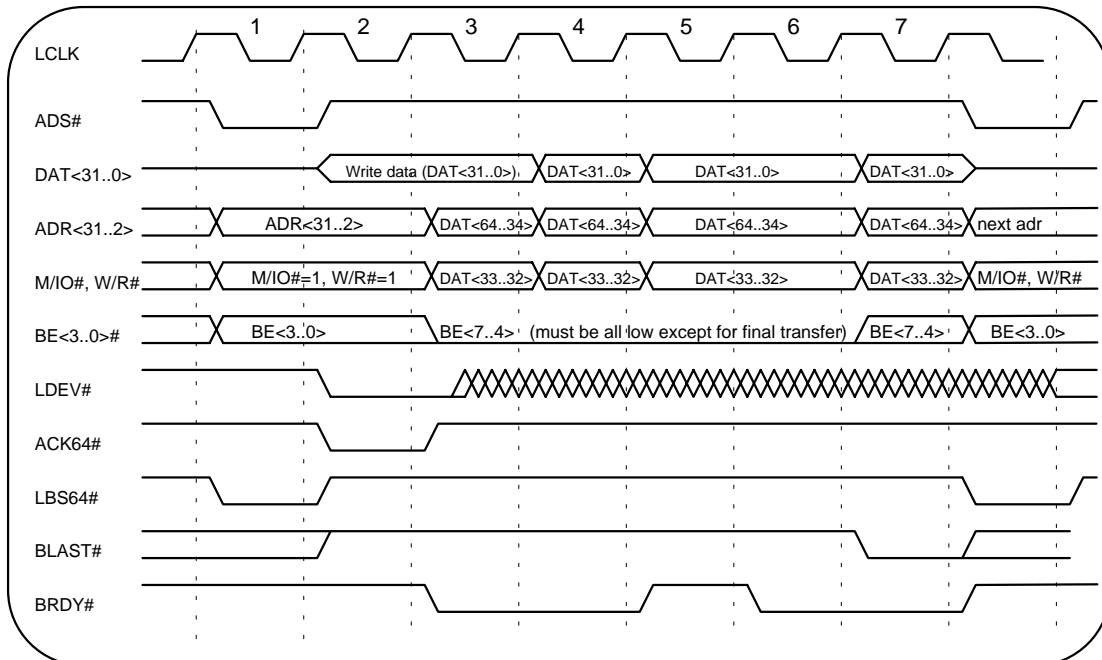 1 2 3 4 5 6 7
LCLK
ADS#
DAT<31..0> Write data (DAT<31..0>) DAT<31..0> DAT<31..0> DAT<31..0>
ADR<31..2> ADR<31..2> DAT<64..34> DAT<64..34> DAT<64..34> DAT<64..34> next adr
M/IO#, W/R# M/IO#=1, W/R#=1 DAT<33..32> DAT<33..32> DAT<33..32> DAT<33..32> M/IO#, W/R#
BE<3..0># BE<3..0> BE<7..4> (must be all low except for final transfer) BE<7..4> BE<3..0>
LDEV#
ACK64#
LBS64#
BLAST#
BRDY#